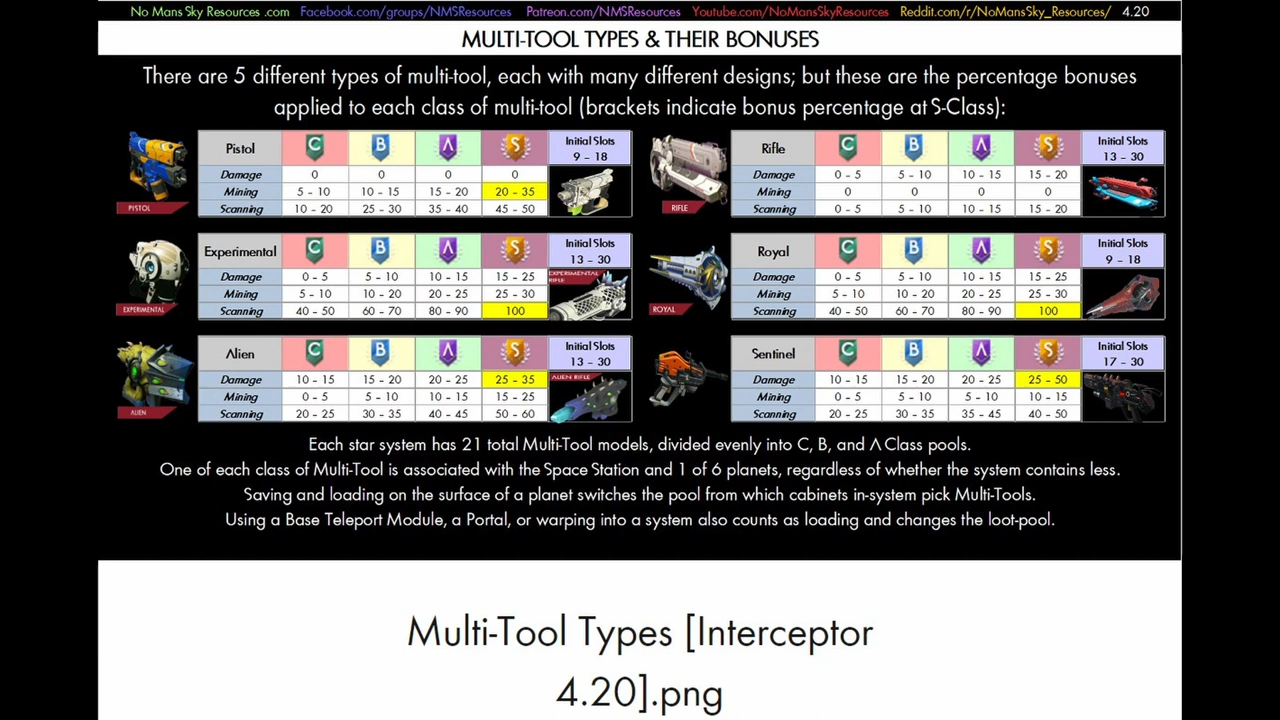 No Mans Sky Resources .com Facebook.com/groups/NMSResources Patreon.com/NMSResources Youtube.com/NoMansSkyResources Reddit.com/r/NoMansSky_Resources/ 4.20
MULTI-TOOL TYPES & THEIR BONUSES
There are 5 different types of multi-tool, each with many different designs; but these are the percentage bonuses
applied to each class of multi-tool (brackets indicate bonus percentage at S-Class):
PISTOL
Pistol C B Λ S Initial Slots
9 - 18
Damage 0 0 0 0
Mining 5 - 10 10 - 15 15 - 20 20 - 35
Scanning 10 - 20 25 - 30 35 - 40 45 - 50
RIFLE
Rifle C B Λ S Initial Slots
13 - 30
Damage 0 - 5 5 - 10 10 - 15 15 - 20
Mining 0 0 0 0
Scanning 0 - 5 5 - 10 10 - 15 15 - 20
EXPERIMENTAL
Experimental C B Λ S Initial Slots
13 - 30
Damage 0 - 5 5 - 10 10 - 15 15 - 25
Mining 5 - 10 10 - 20 20 - 25 25 - 30
Scanning 40 - 50 60 - 70 80 - 90 100
EXPERIMENTAL
RIFLE
ROYAL
Royal C B Λ S Initial Slots
9 - 18
Damage 0 - 5 5 - 10 10 - 15 15 - 25
Mining 5 - 10 10 - 20 20 - 25 25 - 30
Scanning 40 - 50 60 - 70 80 - 90 100
ALIEN
Alien C B Λ S Initial Slots
13 - 30
Damage 10 - 15 15 - 20 20 - 25 25 - 35
Mining 0 - 5 5 - 10 10 - 15 15 - 25
Scanning 20 - 25 30 - 35 40 - 45 50 - 60
ALIEN RIFLE
Sentinel C B Λ S Initial Slots
17 - 30
Damage 10 - 15 15 - 20 20 - 25 25 - 50
Mining 0 - 5 5 - 10 5 - 10 10 - 15
Scanning 20 - 25 30 - 35 35 - 45 40 - 50
Each star system has 21 total Multi-Tool models, divided evenly into C, B, and Λ Class pools.
One of each class of Multi-Tool is associated with the Space Station and 1 of 6 planets, regardless of whether the system contains less.
Saving and loading on the surface of a planet switches the pool from which cabinets in-system pick Multi-Tools.
Using a Base Teleport Module, a Portal, or warping into a system also counts as loading and changes the loot-pool.
Multi-Tool Types [Interceptor
4.20].png